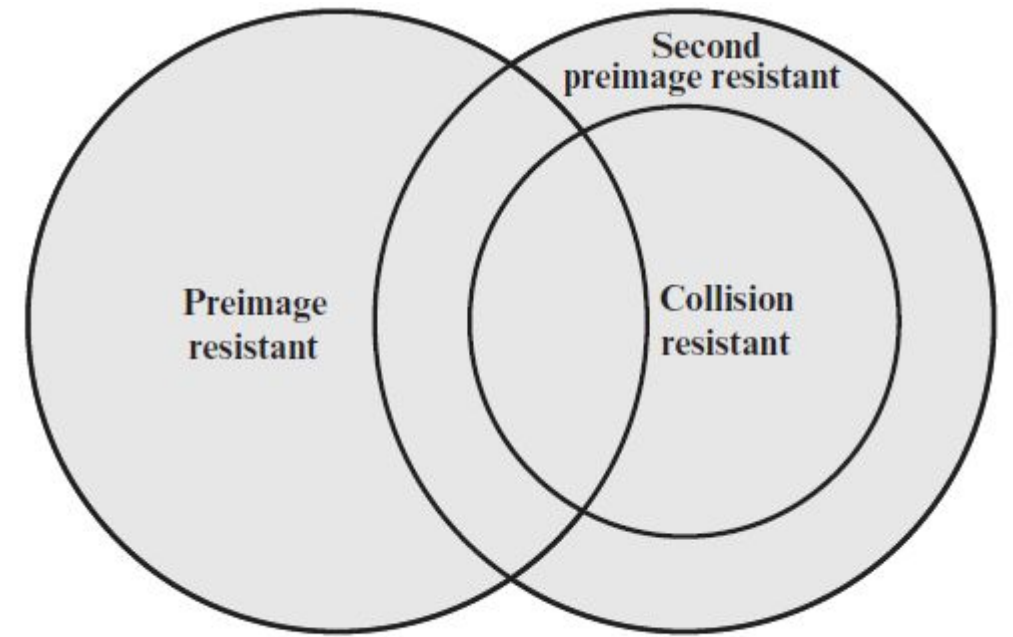 Second
preimage resistant
Preimage
resistant
Collision
resistant